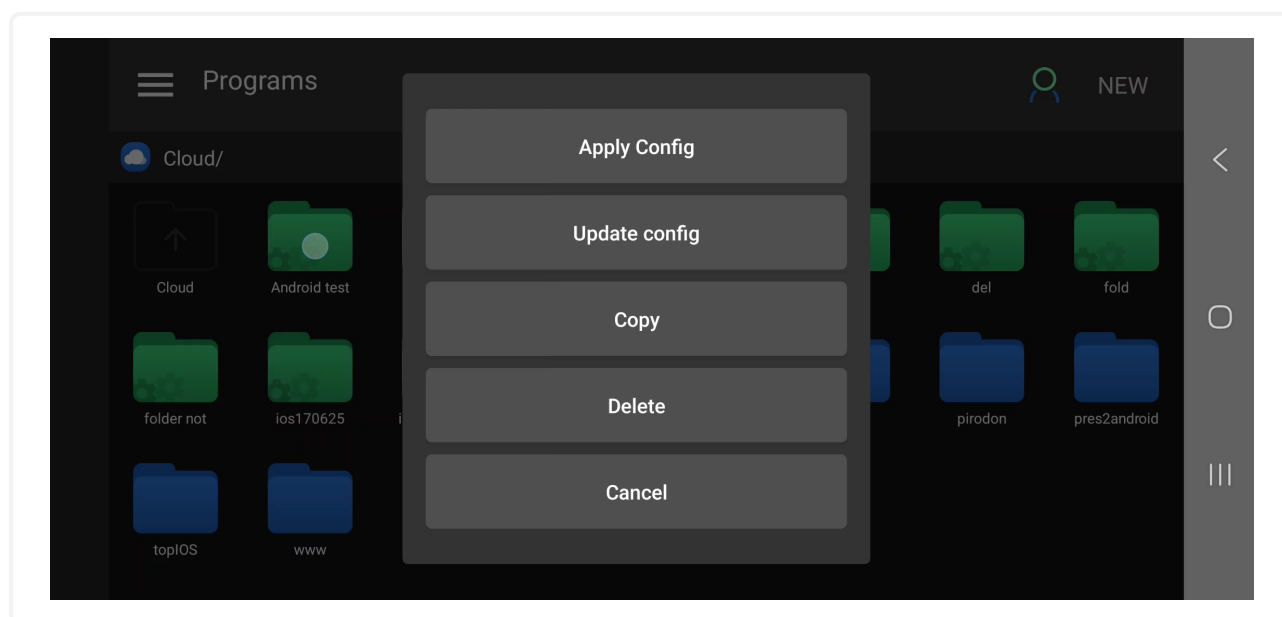 Programs
NEW
Cloud/
Apply Config
Update config
Copy
Delete
Cancel
Cloud
Android test
del
fold
folder not
ios170625
i
pirodon
pres2android
topIOS
www